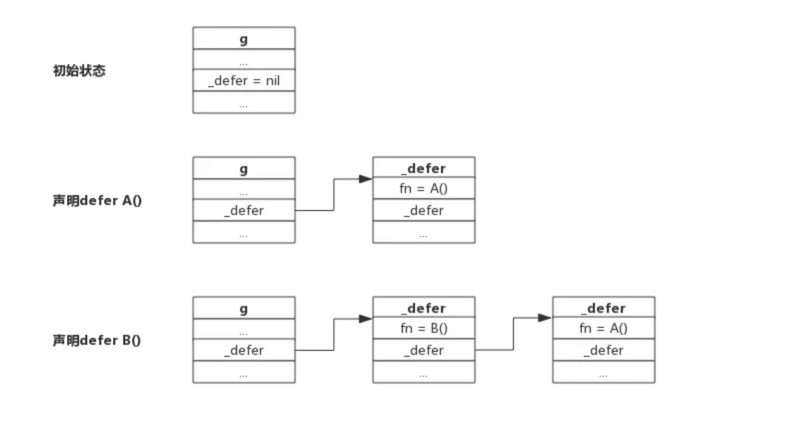 g
...
初始状态
_defer = nil
...
g
_defer
...
fn = A()
声明defer A()
_defer
_defer
...
...
g
_defer
_defer
...
fn = B()
fn = A()
声明defer B()
_defer
_defer
_defer
...
...
...